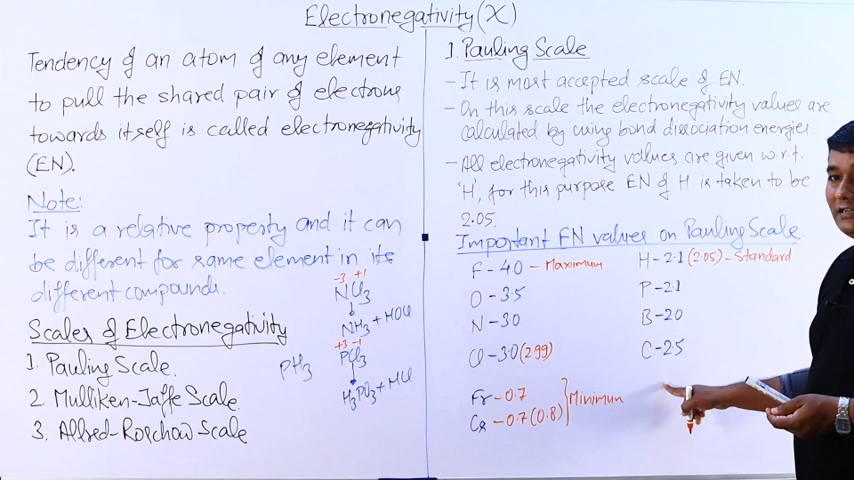 Electronegativity (χ)
Tendency of an atom of any element
to pull the shared pair of electrons
towards itself is called electronegativity
(EN).
Note:
It is a relative property and it can
be different for same element in its
different compounds.
Scales of Electronegativity
1. Pauling Scale.
2. Mulliken-Jaffe Scale.
3. Allred-Roschow Scale
-3 +1
NCl3
↓
NH3 + HOCl
+3 -1
PCl3
↓
H3PO3 + HCl
PH3
1. Pauling Scale
- It is most accepted scale of EN.
- On this scale the electronegativity values are
calculated by using bond dissociation energies.
- All electronegativity values are given w.r.t.
'H', for this purpose EN of H is taken to be
2.05.
Important EN values on Pauling Scale
F - 4.0 - Maximum
O - 3.5
N - 3.0
Cl - 3.0 (2.99)
Fr - 0.7
Cs - 0.7 (0.8) } Minimum
H - 2.1 (2.05) - Standard
P - 2.1
B - 2.0
C - 2.5